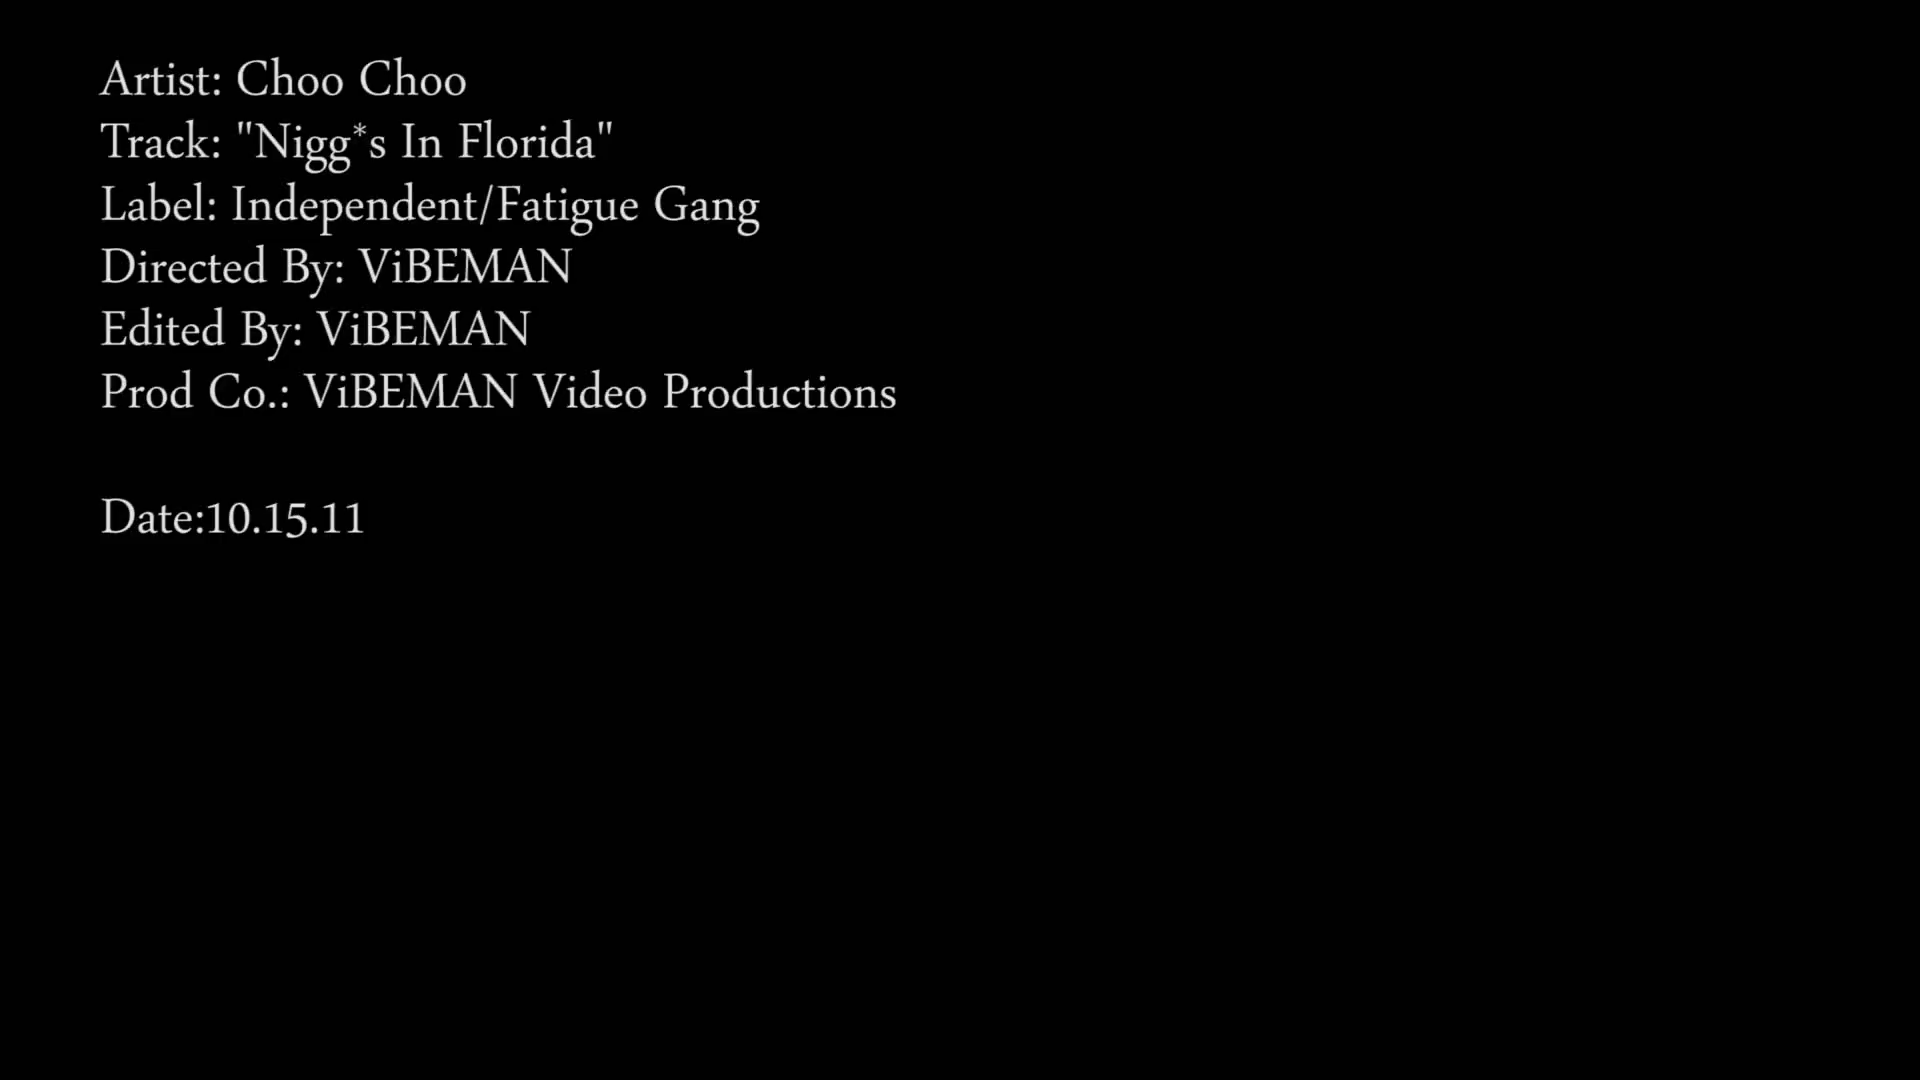 Artist: Choo Choo
Track: "Nigg*s In Florida"
Label: Independent/Fatigue Gang
Directed By: ViBEMAN
Edited By: ViBEMAN
Prod Co.: ViBEMAN Video Productions
Date:10.15.11